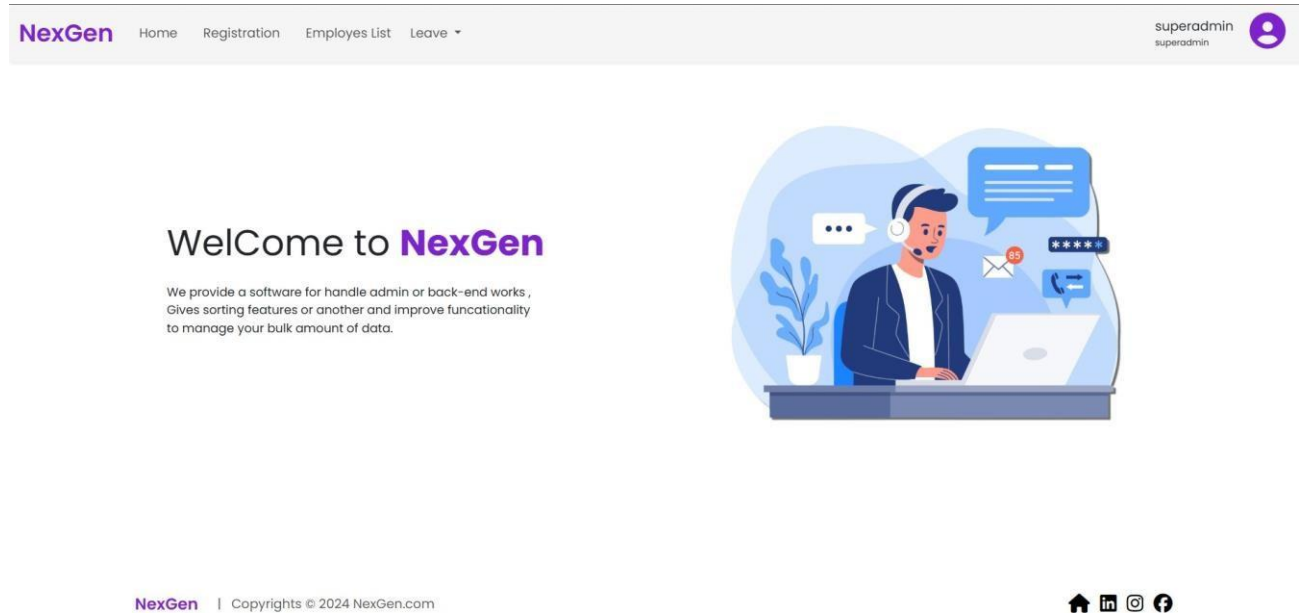 NexGen Home Registration Employes List Leave
superadmin
superadmin
WelCome to NexGen
We provide a software for handle admin or back-end works ,
Gives sorting features or another and improve funcationality
to manage your bulk amount of data.
85
*****
NexGen | Copyrights © 2024 NexGen.com